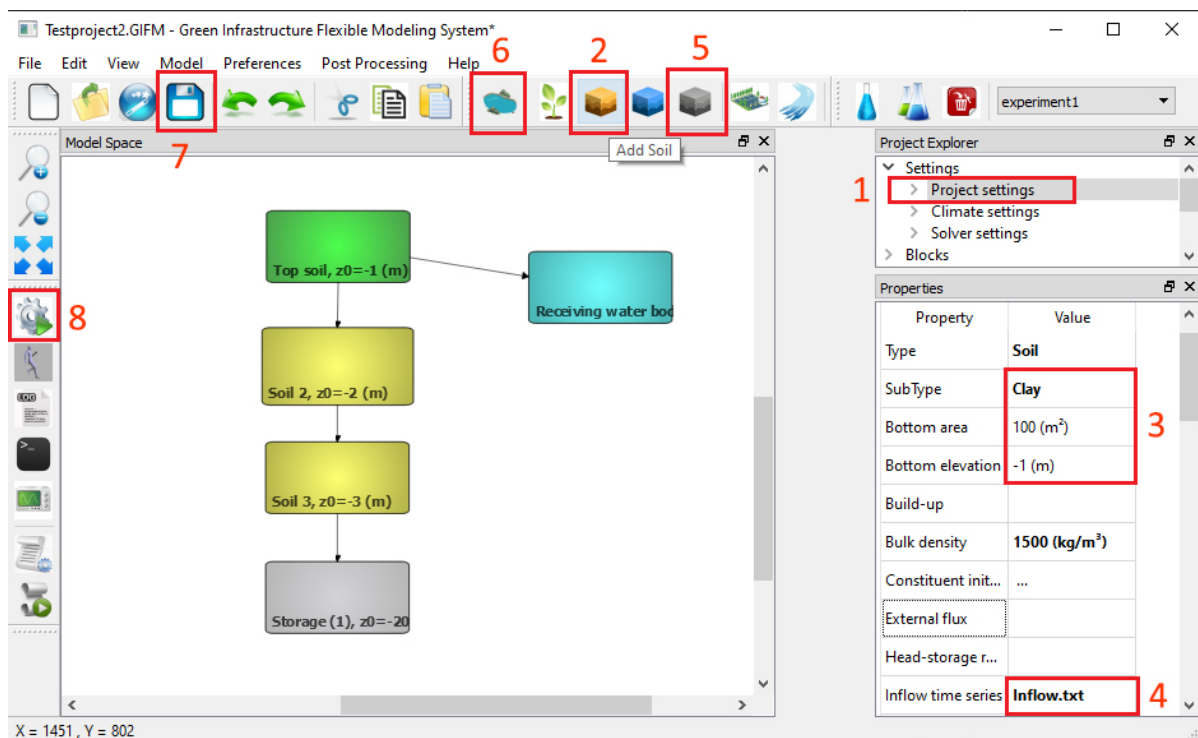 Testproject2.GIFM - Green Infrastructure Flexible Modeling System*
File Edit View Model Preferences Post Processing Help
6
2
5
experiment1
7
Add Soil
Model Space
Project Explorer
Settings
1
Project settings
Climate settings
Solver settings
Blocks
Top soil, z0=-1 (m)
Receiving water bod
Soil 2, z0=-2 (m)
Soil 3, z0=-3 (m)
Storage (1), z0=-20
8
LOG
>_
Properties
Property Value
Type Soil
SubType Clay
Bottom area 100 (m²)
3
Bottom elevation -1 (m)
Build-up
Bulk density 1500 (kg/m³)
Constituent init... ...
External flux
Head-storage r...
Inflow time series Inflow.txt
4
X = 1451 , Y = 802